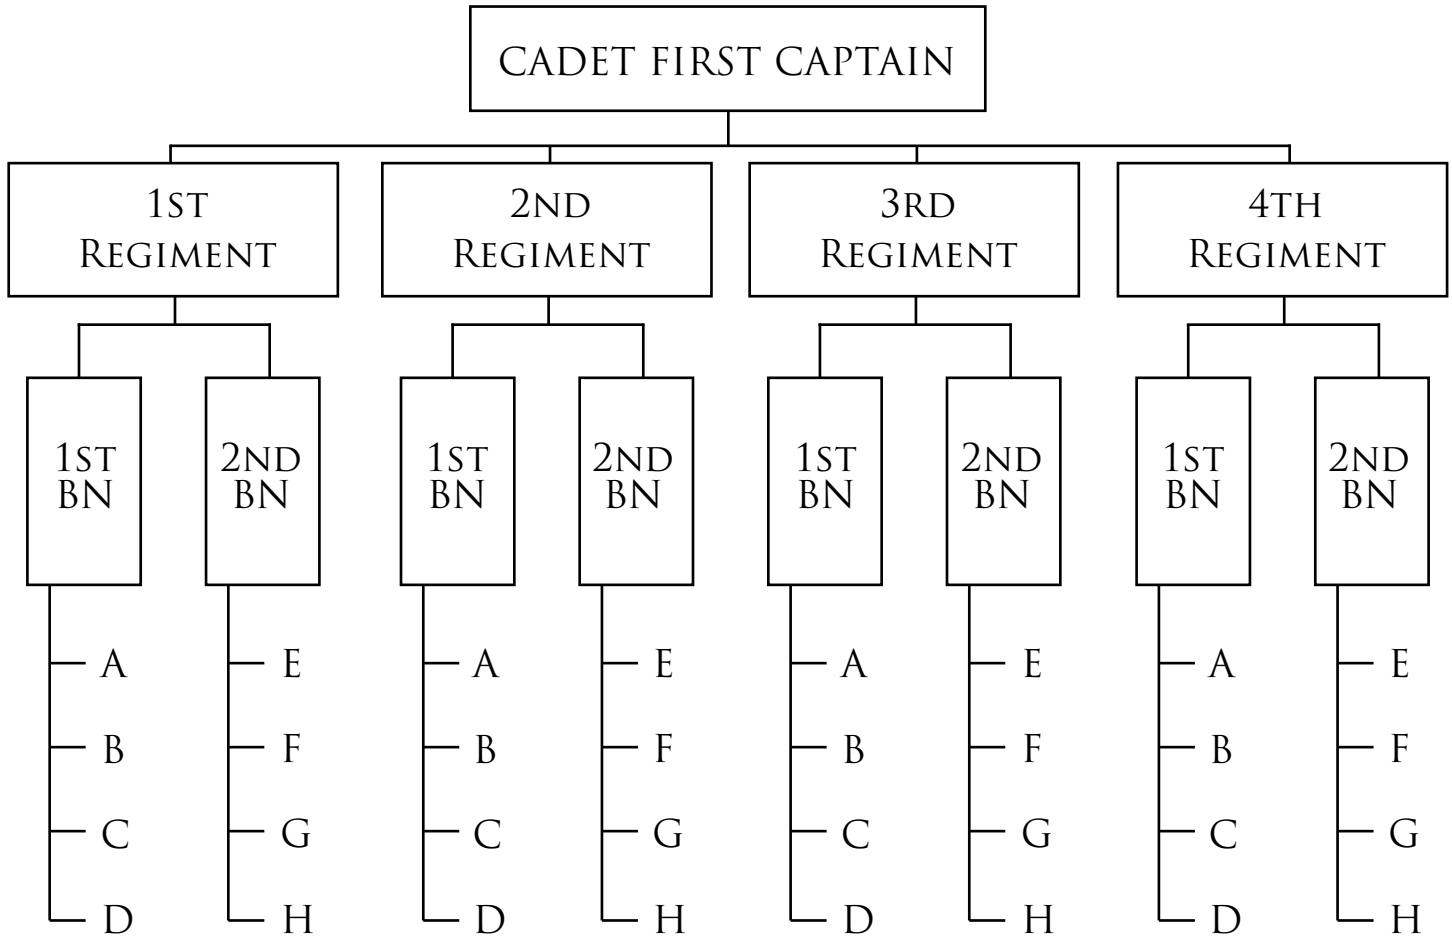 CADET FIRST CAPTAIN
1ST
REGIMENT
2ND
REGIMENT
3RD
REGIMENT
4TH
REGIMENT
1ST
BN
2ND
BN
1ST
BN
2ND
BN
1ST
BN
2ND
BN
1ST
BN
2ND
BN
A
B
C
D
E
F
G
H
A
B
C
D
E
F
G
H
A
B
C
D
E
F
G
H
A
B
C
D
E
F
G
H